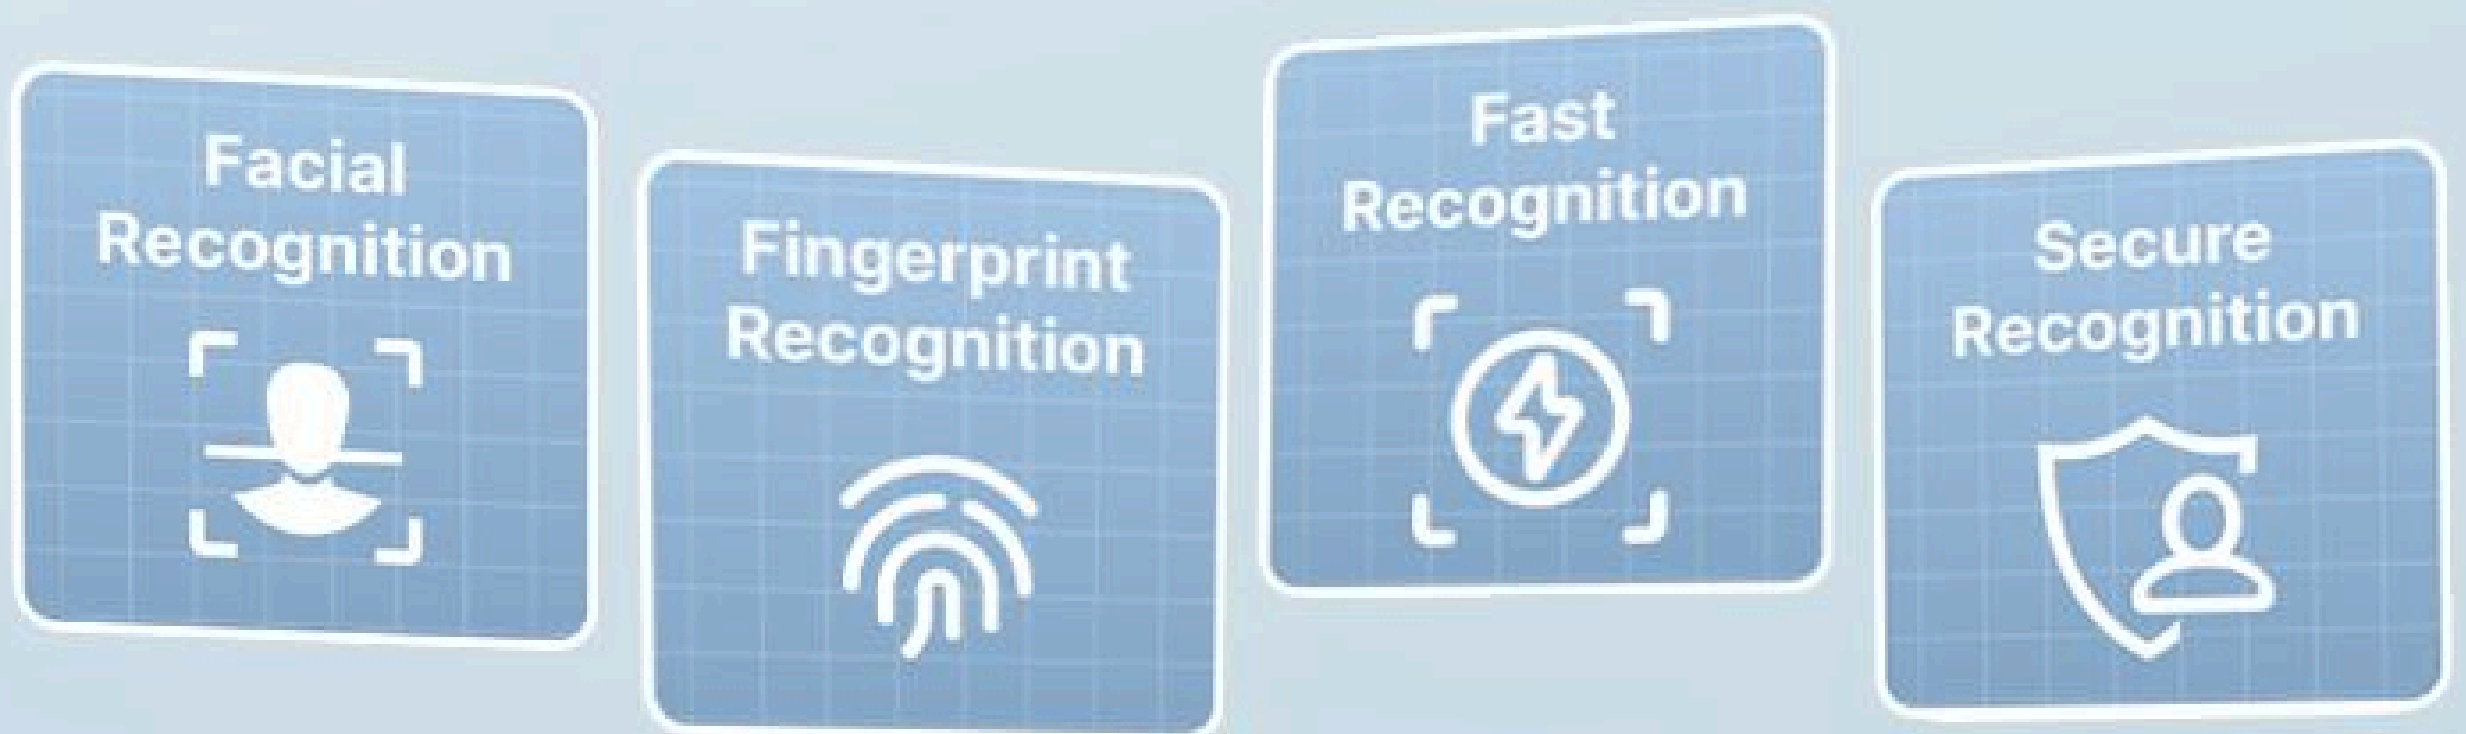 Facial
Recognition
Fingerprint
Recognition
Fast
Recognition
Secure
Recognition